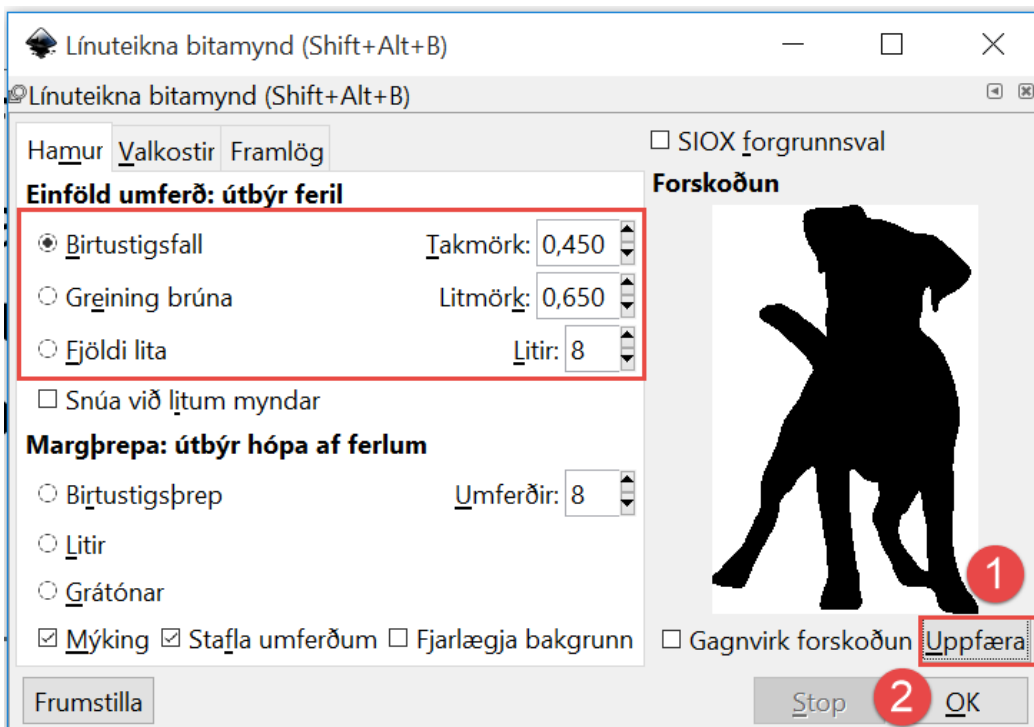 Línuteikna bitamynd (Shift+Alt+B)
Línuteikna bitamynd (Shift+Alt+B)
Hamur Valkostir Framlög
Einföld umferð: útbýr feril
Birtustigsfall Takmörk: 0,450
Greining brúna Litmörk: 0,650
Fjöldi lita Litir: 8
Snúa við litum myndar
Margþrepa: útbýr hópa af ferlum
Birtustigsþrep Umferðir: 8
Litir
Grátónar
Mýking Stafla umferðum Fjarlægja bakgrunn
SIOX forgrunnsval
Forskoðun
1
Gagnvirk forskoðun Uppfæra
Frumstilla Stop 2 OK